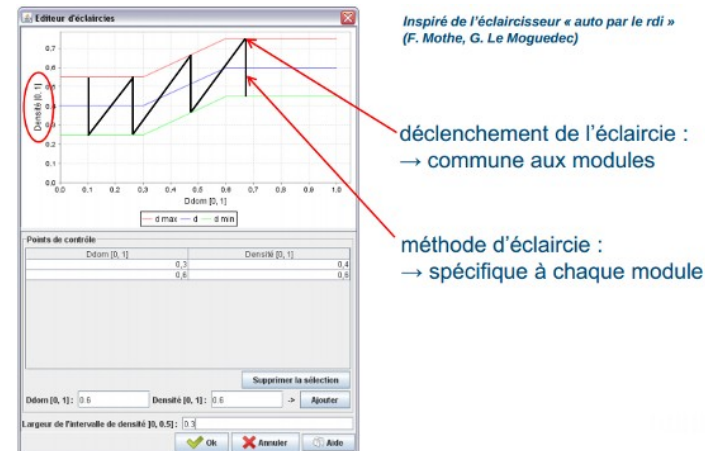 Editeur d'éclaircies
Inspiré de l'éclaircisseur « auto par le rdi »
(F. Mothe, G. Le Moguedec)
Densité [0, 1]
0,7
0,6
0,5
0,4
0,3
0,2
0,1
0,0
0,0 0,1 0,2 0,3 0,4 0,5 0,6 0,7 0,8 0,9 1,0
Ddom [0, 1]
d max d d min
déclenchement de l'éclaircie :
→ commune aux modules
méthode d'éclaircie :
→ spécifique à chaque module
Points de contrôle
Ddom [0, 1] Densité [0, 1]
0,3 0,4
0,6 0,6
Supprimer la sélection
Ddom [0, 1] : 0.6 Densité [0, 1] : 0.6 -> Ajouter
Largeur de l'intervalle de densité ]0, 0.5] : 0.3
Ok Annuler Aide